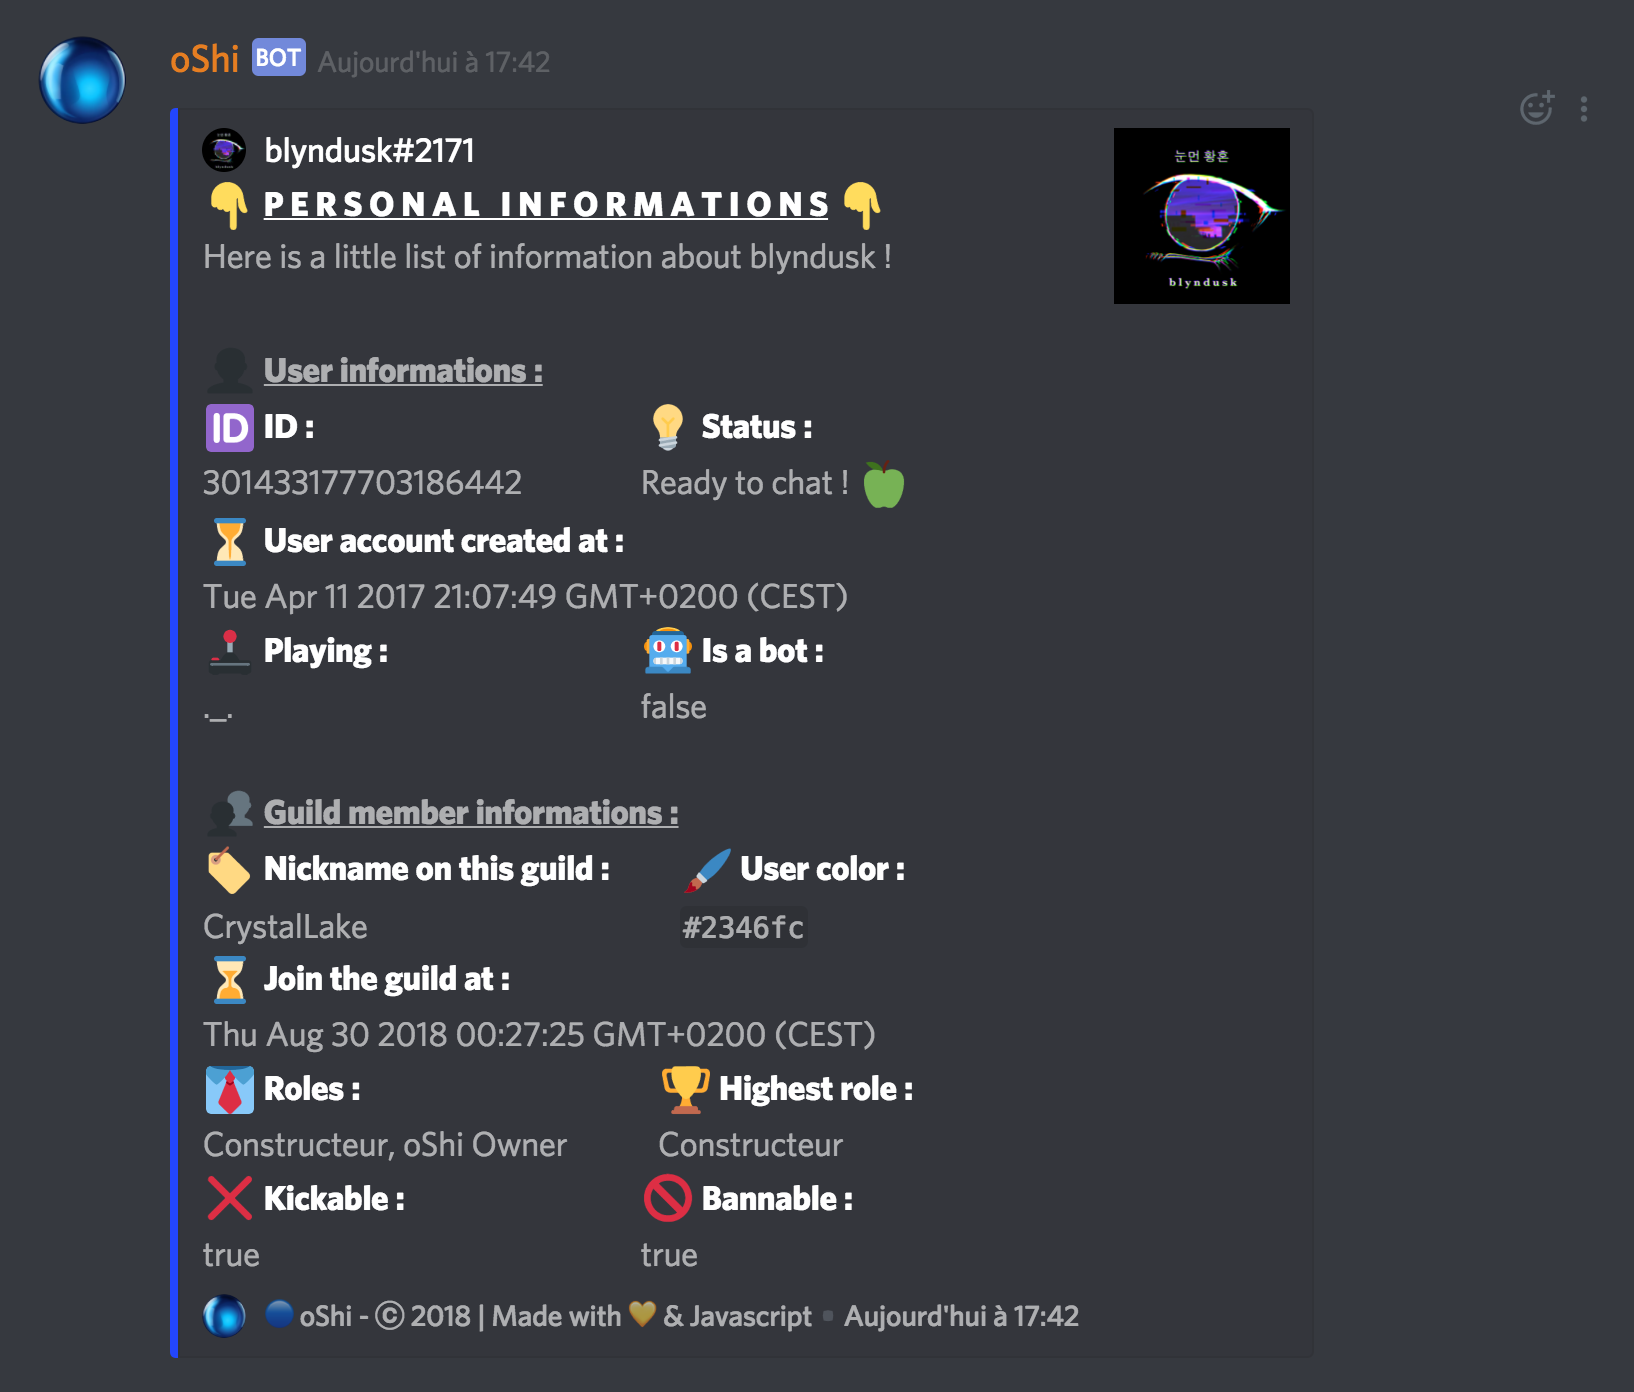 oShi BOT Aujourd'hui à 17:42
blyndusk#2171
눈먼 황혼
blyndusk
PERSONAL INFORMATIONS
Here is a little list of information about blyndusk !
User informations :
ID ID : Status :
301433177703186442 Ready to chat !
User account created at :
Tue Apr 11 2017 21:07:49 GMT+0200 (CEST)
Playing : Is a bot :
._. false
Guild member informations :
Nickname on this guild : User color :
CrystalLake #2346fc
Join the guild at :
Thu Aug 30 2018 00:27:25 GMT+0200 (CEST)
Roles : Highest role :
Constructeur, oShi Owner Constructeur
Kickable : Bannable :
true true
oShi - © 2018 | Made with 💛 & Javascript • Aujourd'hui à 17:42